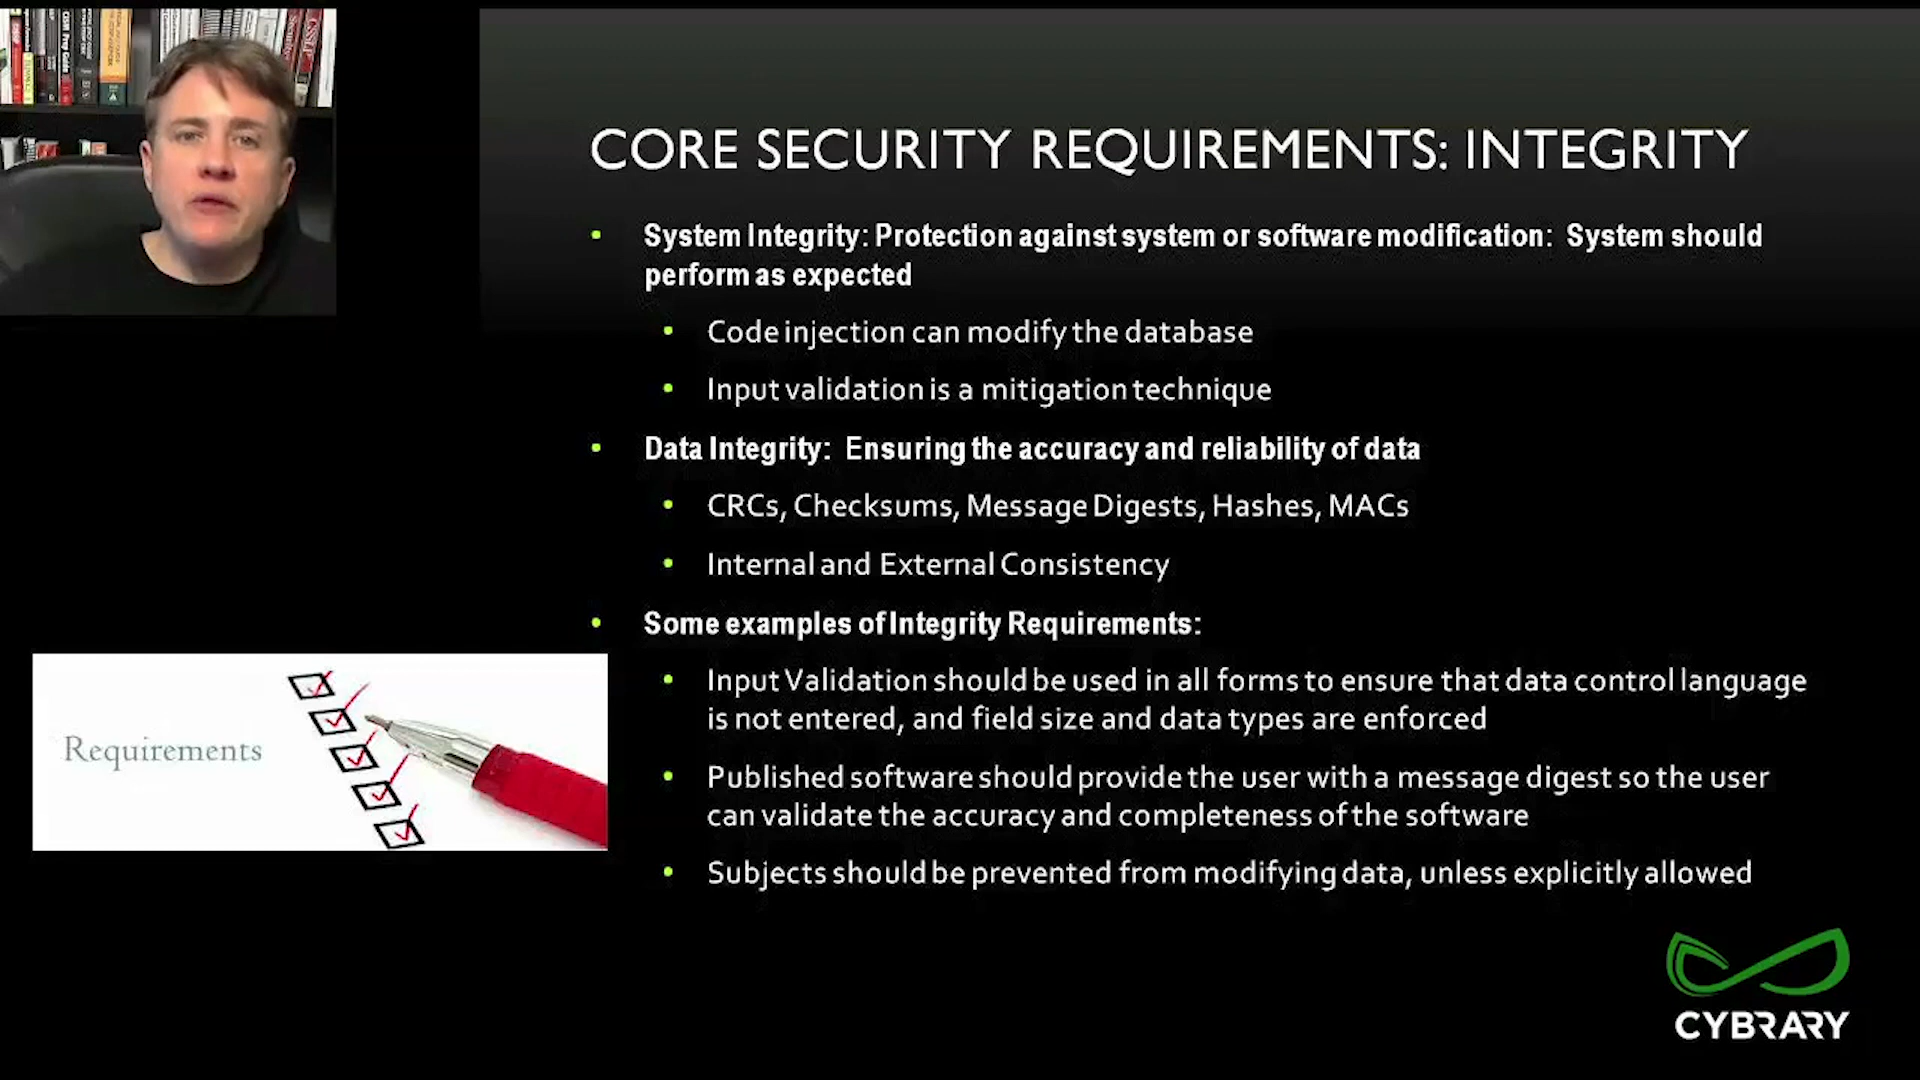 CORE SECURITY REQUIREMENTS: INTEGRITY
• System Integrity: Protection against system or software modification: System should
perform as expected
• Code injection can modify the database
• Input validation is a mitigation technique
• Data Integrity: Ensuring the accuracy and reliability of data
• CRCs, Checksums, Message Digests, Hashes, MACs
• Internal and External Consistency
• Some examples of Integrity Requirements:
• Input Validation should be used in all forms to ensure that data control language
is not entered, and field size and data types are enforced
• Published software should provide the user with a message digest so the user
can validate the accuracy and completeness of the software
• Subjects should be prevented from modifying data, unless explicitly allowed
Requirements
CYBRARY